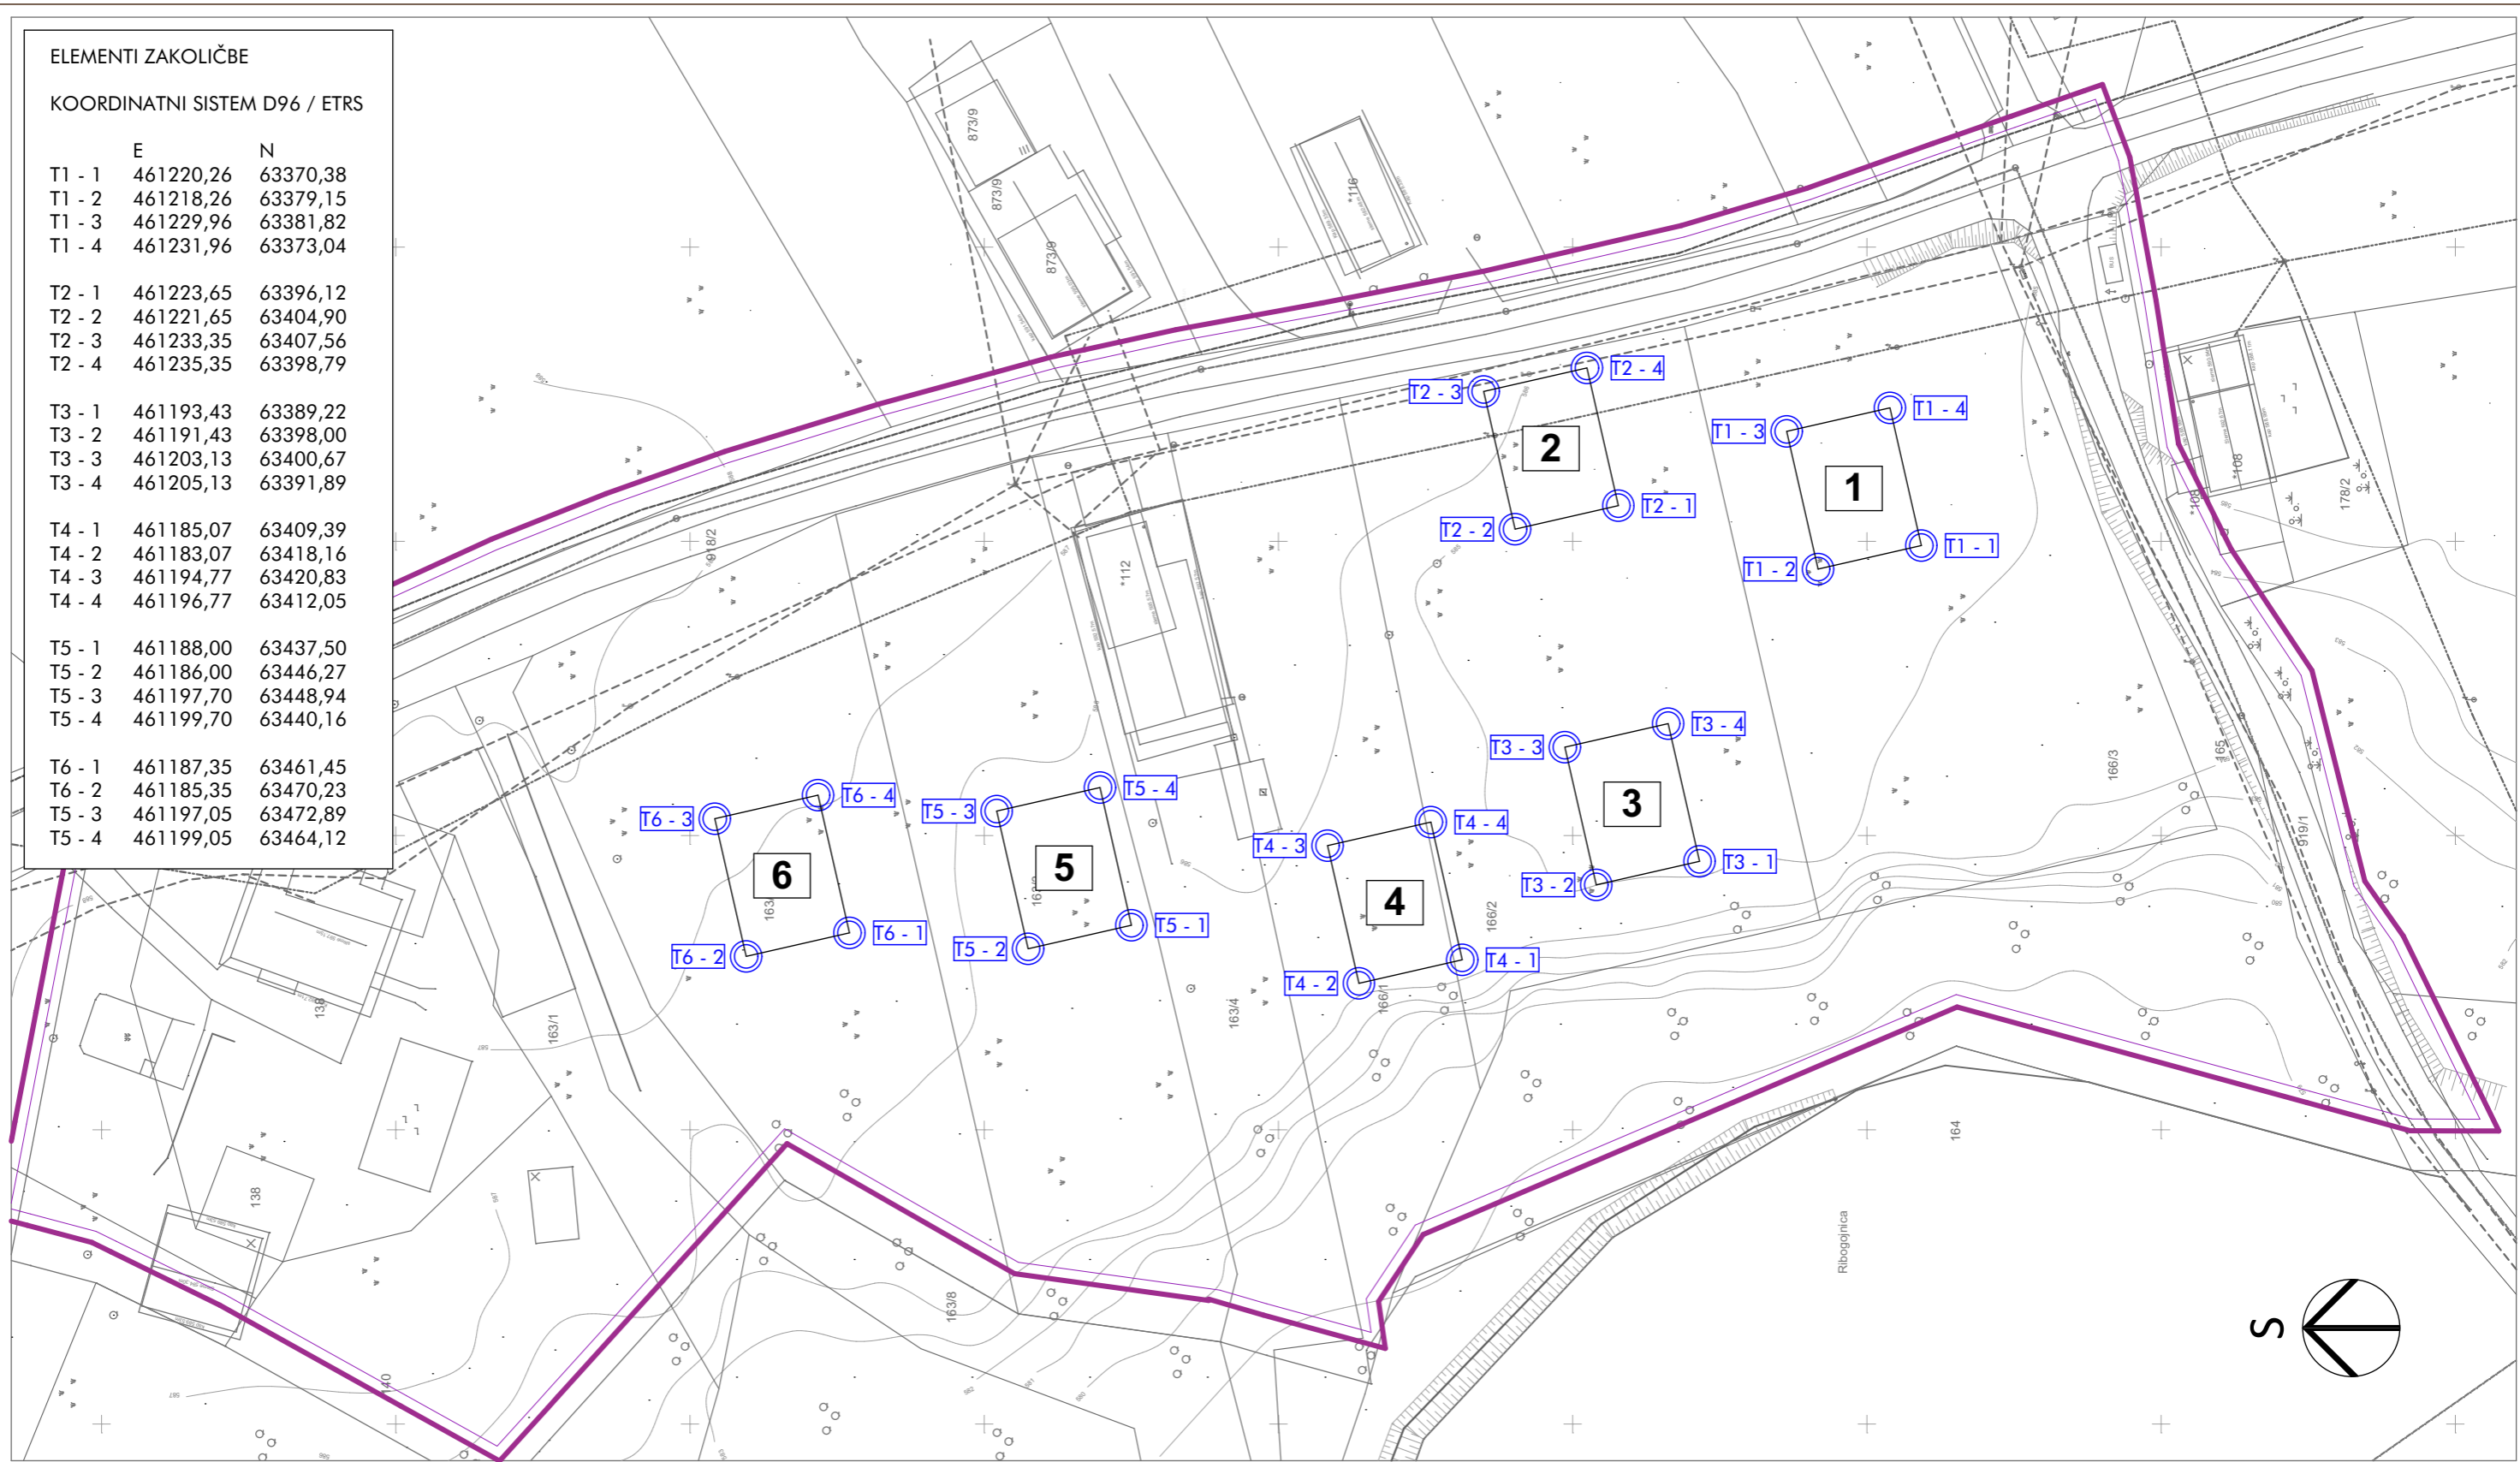 ELEMENTI ZAKOLIČBE
KOORDINATNI SISTEM D96 / ETRS
E N
T1 - 1 461220,26 63370,38
T1 - 2 461218,26 63379,15
T1 - 3 461229,96 63381,82
T1 - 4 461231,96 63373,04
T2 - 1 461223,65 63396,12
T2 - 2 461221,65 63404,90
T2 - 3 461233,35 63407,56
T2 - 4 461235,35 63398,79
T3 - 1 461193,43 63389,22
T3 - 2 461191,43 63398,00
T3 - 3 461203,13 63400,67
T3 - 4 461205,13 63391,89
T4 - 1 461185,07 63409,39
T4 - 2 461183,07 63418,16
T4 - 3 461194,77 63420,83
T4 - 4 461196,77 63412,05
T5 - 1 461188,00 63437,50
T5 - 2 461186,00 63446,27
T5 - 3 461197,70 63448,94
T5 - 4 461199,70 63440,16
T6 - 1 461187,35 63461,45
T6 - 2 461185,35 63470,23
T5 - 3 461197,05 63472,89
T5 - 4 461199,05 63464,12
873/9
873/9
873/9
*116
T2 - 3
T2 - 4
2
T2 - 2
T2 - 1
T1 - 3
T1 - 4
1
T1 - 2
T1 - 1
*108
*108
178/2
918/2
*112
T3 - 3
T3 - 4
3
T3 - 2
T3 - 1
166/3
165
919/1
T6 - 3
T6 - 4
6
T6 - 2
T6 - 1
T5 - 3
T5 - 4
5
T5 - 2
T5 - 1
T4 - 3
T4 - 4
4
T4 - 2
T4 - 1
166/2
166/1
163/4
163/1
138
138
163/8
140
164
Ribogojnica
S